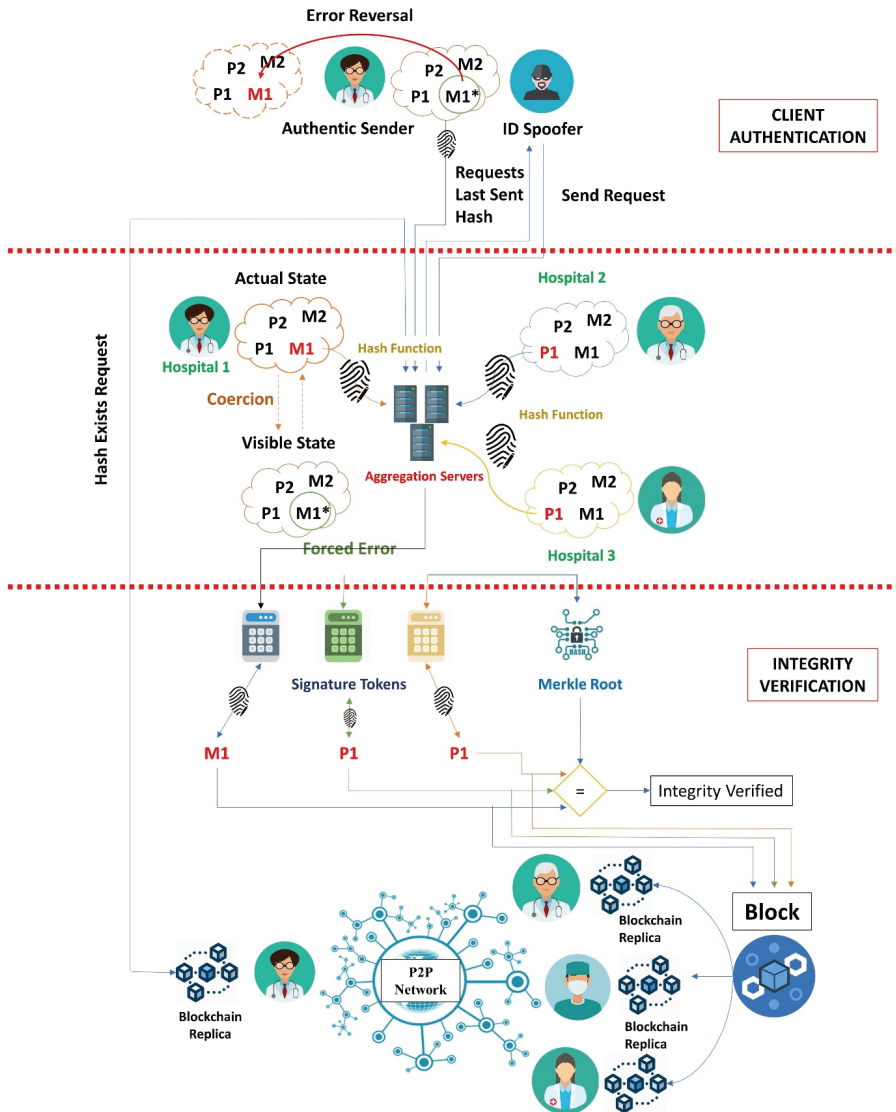 Error Reversal
P2 M2
P1 M1
P2 M2
P1 M1*
Authentic Sender
ID Spoofer
CLIENT
AUTHENTICATION
Requests
Last Sent
Hash
Send Request
Hash Exists Request
Actual State
P2 M2
P1 M1
Hospital 1
Hash Function
Hospital 2
P2 M2
P1 M1
Coercion
Hash Function
Visible State
P2 M2
P1 M1*
Aggregation Servers
P2 M2
P1 M1
Forced Error
Hospital 3
HASH
Signature Tokens
Merkle Root
INTEGRITY
VERIFICATION
M1
P1
P1
=
Integrity Verified
Block
Blockchain
Replica
P2P
Network
Blockchain
Replica
Blockchain
Replica